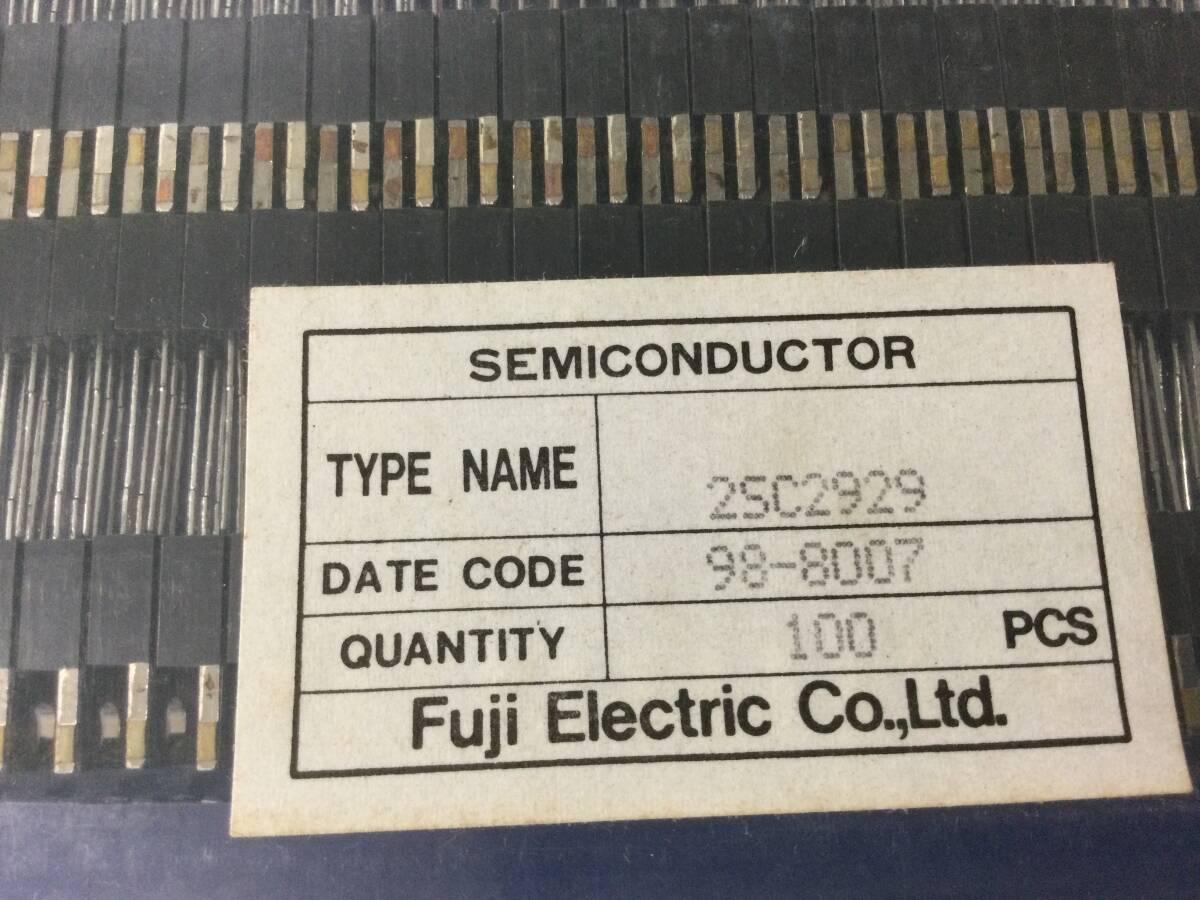 SEMICONDUCTOR
TYPE NAME 2SC2929
DATE CODE 98-8007
QUANTITY 100 PCS
Fuji Electric Co.,Ltd.